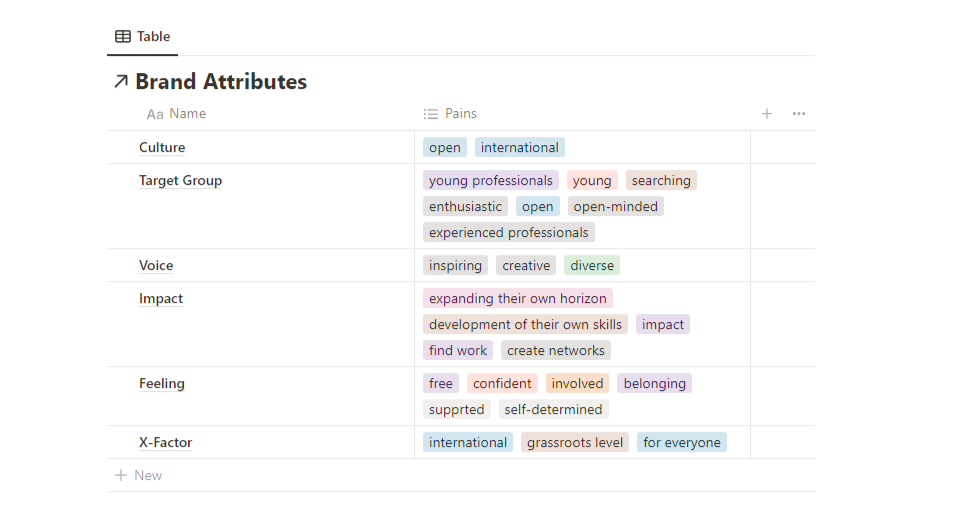 Table
Brand Attributes
Aa Name Pains
Culture open international
Target Group young professionals young searching
enthusiastic open open-minded
experienced professionals
Voice inspiring creative diverse
Impact expanding their own horizon
development of their own skills impact
find work create networks
Feeling free confident involved belonging
supprted self-determined
X-Factor international grassroots level for everyone
New